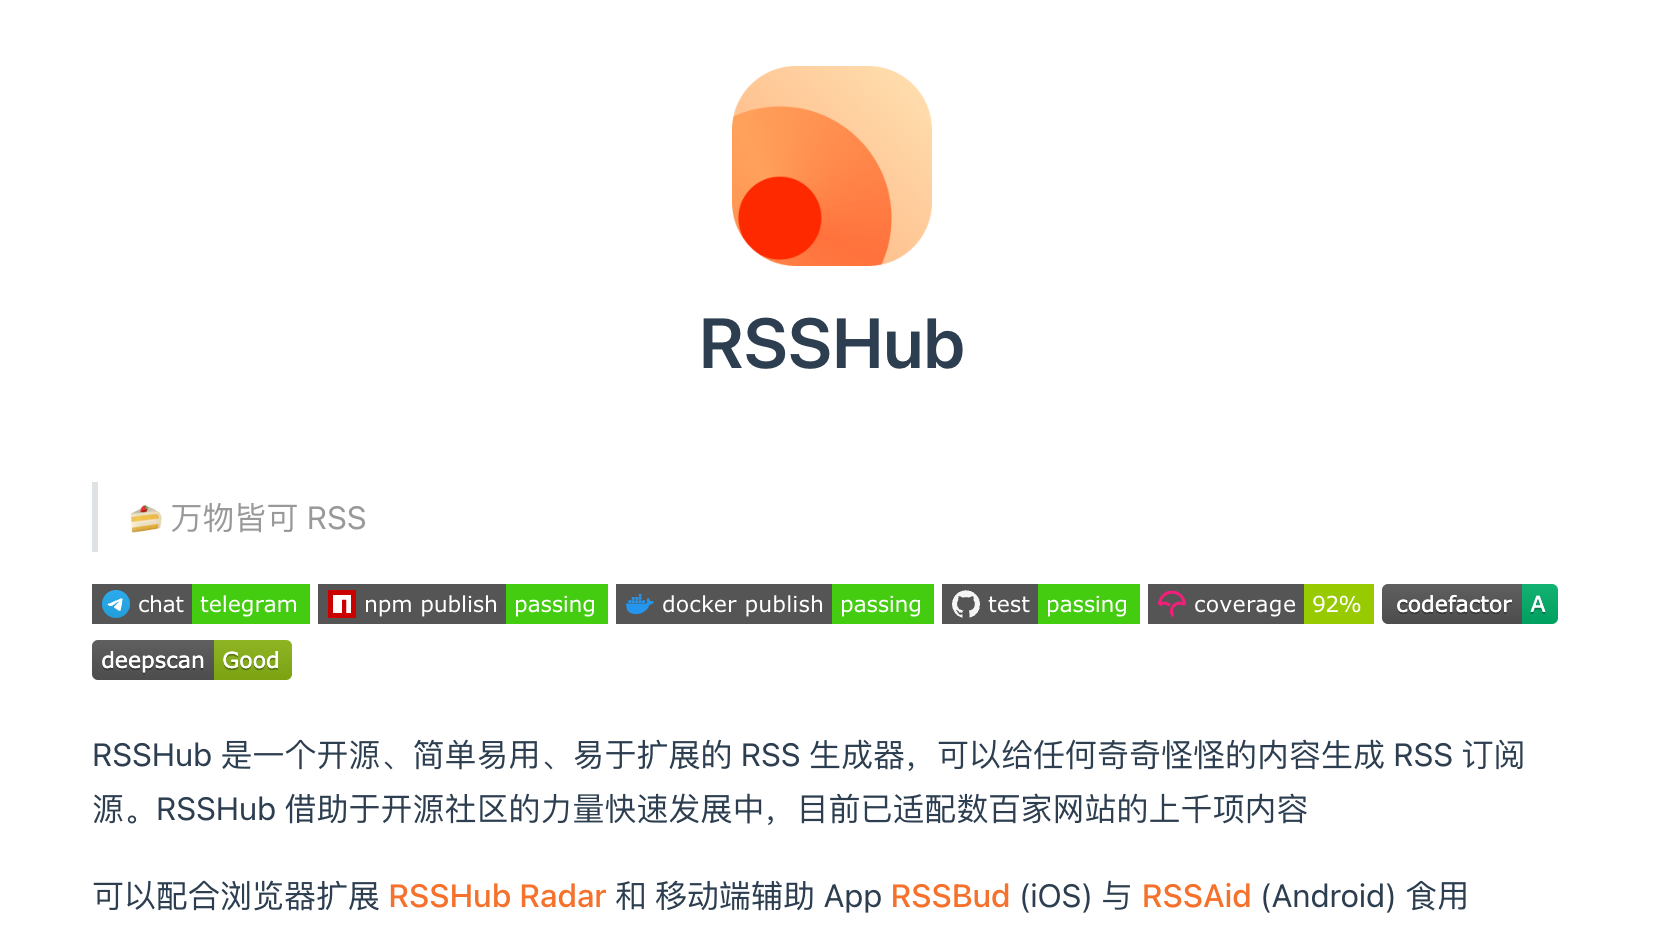 RSSHub
🍰 万物皆可 RSS
chat telegram npm publish passing docker publish passing test passing coverage 92% codefactor A
deepscan Good
RSSHub 是一个开源、简单易用、易于扩展的 RSS 生成器，可以给任何奇奇怪怪的内容生成 RSS 订阅
源。RSSHub 借助于开源社区的力量快速发展中，目前已适配数百家网站的上千项内容
可以配合浏览器扩展 RSSHub Radar 和 移动端辅助 App RSSBud (iOS) 与 RSSAid (Android) 食用